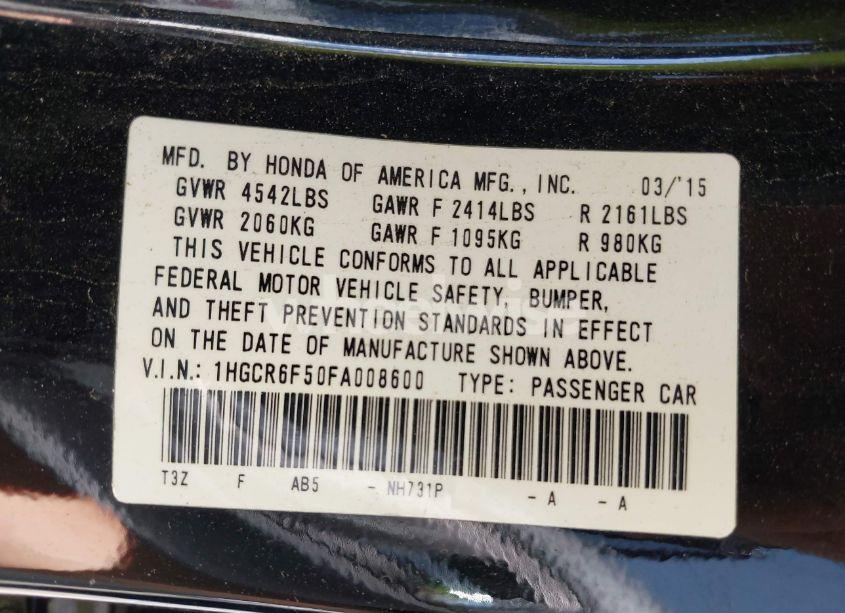 MFD. BY HONDA OF AMERICA MFG., INC. 03/'15
GVWR 4542LBS GAWR F 2414LBS R 2161LBS
GVWR 2060KG GAWR F 1095KG R 980KG
THIS VEHICLE CONFORMS TO ALL APPLICABLE
FEDERAL MOTOR VEHICLE SAFETY, BUMPER,
AND THEFT PREVENTION STANDARDS IN EFFECT
ON THE DATE OF MANUFACTURE SHOWN ABOVE.
V.I.N.: 1HGCR6F50FA008600 TYPE: PASSENGER CAR
T3Z F AB5 - NH731P - A - A